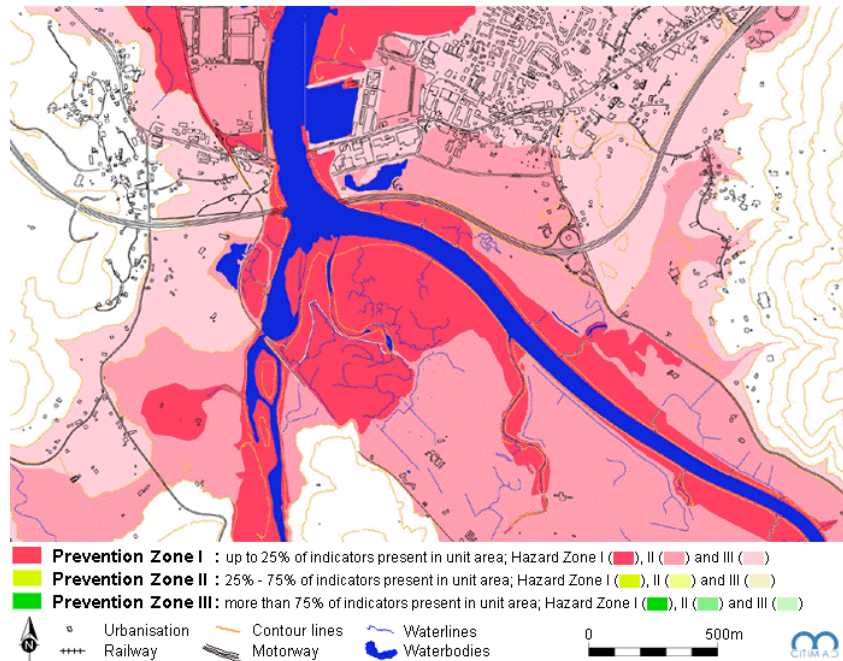 Prevention Zone I : up to 25% of indicators present in unit area; Hazard Zone I ( ), II ( ) and III ( )
Prevention Zone II : 25% - 75% of indicators present in unit area; Hazard Zone I ( ), II ( ) and III ( )
Prevention Zone III : more than 75% of indicators present in unit area; Hazard Zone I ( ), II ( ) and III ( )
N
Urbanisation
Contour lines
Waterlines
0
500m
Railway
Motorway
Waterbodies
CITIMAC